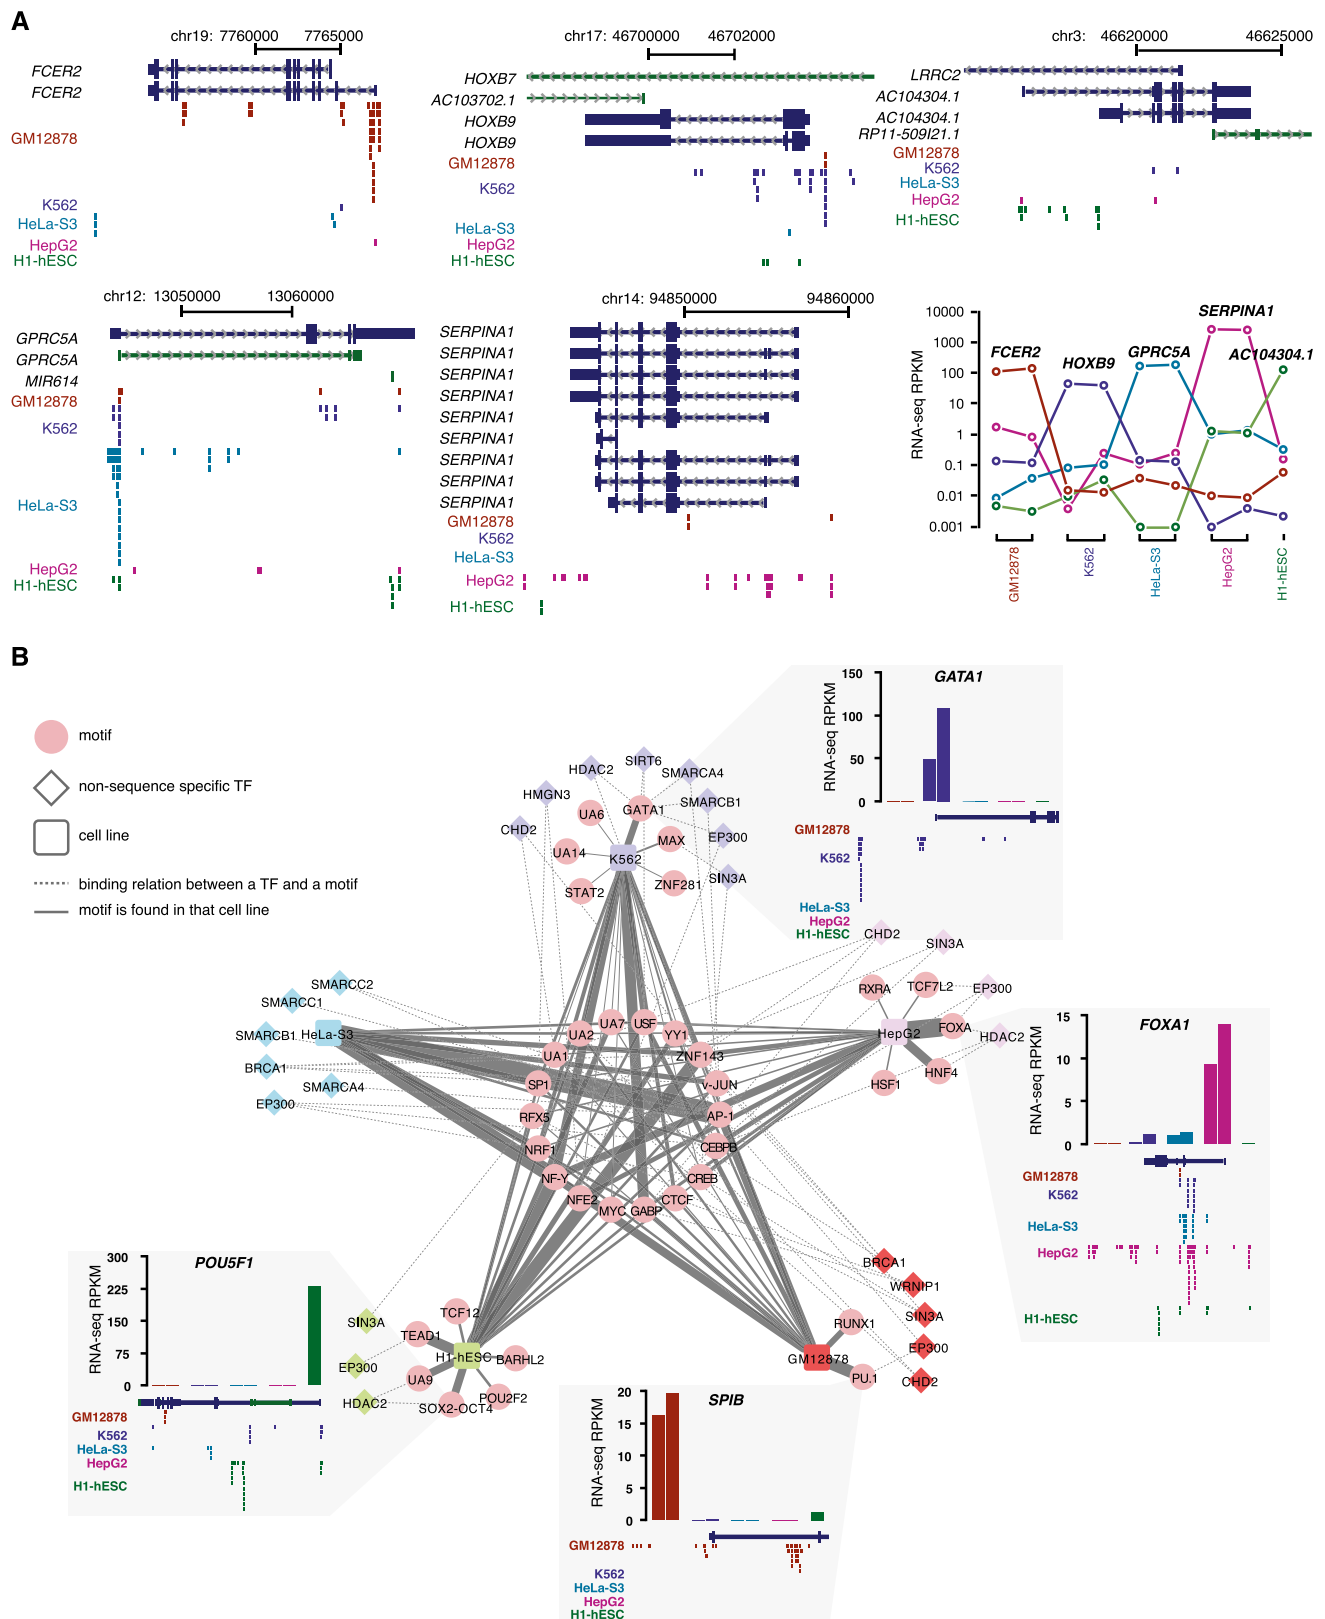 A
chr19: 7760000 7765000
FCER2
FCER2
GM12878
K562
HeLa-S3
HepG2
H1-hESC
chr17: 46700000 46702000
HOXB7
AC103702.1
HOXB9
HOXB9
GM12878
K562
HeLa-S3
HepG2
H1-hESC
chr3: 46620000 46625000
LRRC2
AC104304.1
AC104304.1
RP11-509I21.1
GM12878
K562
HeLa-S3
HepG2
H1-hESC
chr12: 13050000 13060000
GPRC5A
GPRC5A
MIR614
GM12878
K562
HeLa-S3
HepG2
H1-hESC
chr14: 94850000 94860000
SERPINA1
SERPINA1
SERPINA1
SERPINA1
SERPINA1
SERPINA1
SERPINA1
SERPINA1
SERPINA1
GM12878
K562
HeLa-S3
HepG2
H1-hESC
RNA-seq RPKM
10000
1000
100
10
1
0.1
0.01
0.001
FCER2
HOXB9
GPRC5A
SERPINA1
AC104304.1
GM12878
K562
HeLa-S3
HepG2
H1-hESC
B
motif
non-sequence specific TF
cell line
binding relation between a TF and a motif
motif is found in that cell line
CHD2
HMGN3
HDAC2
SIRT6
SMARCA4
SMARCB1
EP300
SIN3A
UA6
GATA1
MAX
UA14
K562
STAT2
ZNF281
GATA1
RNA-seq RPKM
150
100
50
0
GM12878
K562
HeLa-S3
HepG2
H1-hESC
SMARCC2
SMARCC1
SMARCB1
HeLa-S3
BRCA1
SMARCA4
EP300
CHD2
SIN3A
EP300
HDAC2
RXRA
TCF7L2
FOXA
HepG2
HNF4
HSF1
UA7
USF
UA2
YY1
UA1
ZNF143
SP1
v-JUN
RFX5
AP-1
NRF1
CEBPB
NF-Y
CREB
NFE2
CTCF
MYC
GABP
FOXA1
RNA-seq RPKM
15
10
5
0
GM12878
K562
HeLa-S3
HepG2
H1-hESC
POU5F1
RNA-seq RPKM
300
225
150
75
0
GM12878
K562
HeLa-S3
HepG2
H1-hESC
SIN3A
EP300
HDAC2
TCF12
TEAD1
H1-hESC
BARHL2
UA9
POU2F2
SOX2-OCT4
BRCA1
WRNIP1
SIN3A
EP300
CHD2
RUNX1
GM12878
PU.1
SPIB
RNA-seq RPKM
20
15
10
5
0
GM12878
K562
HeLa-S3
HepG2
H1-hESC